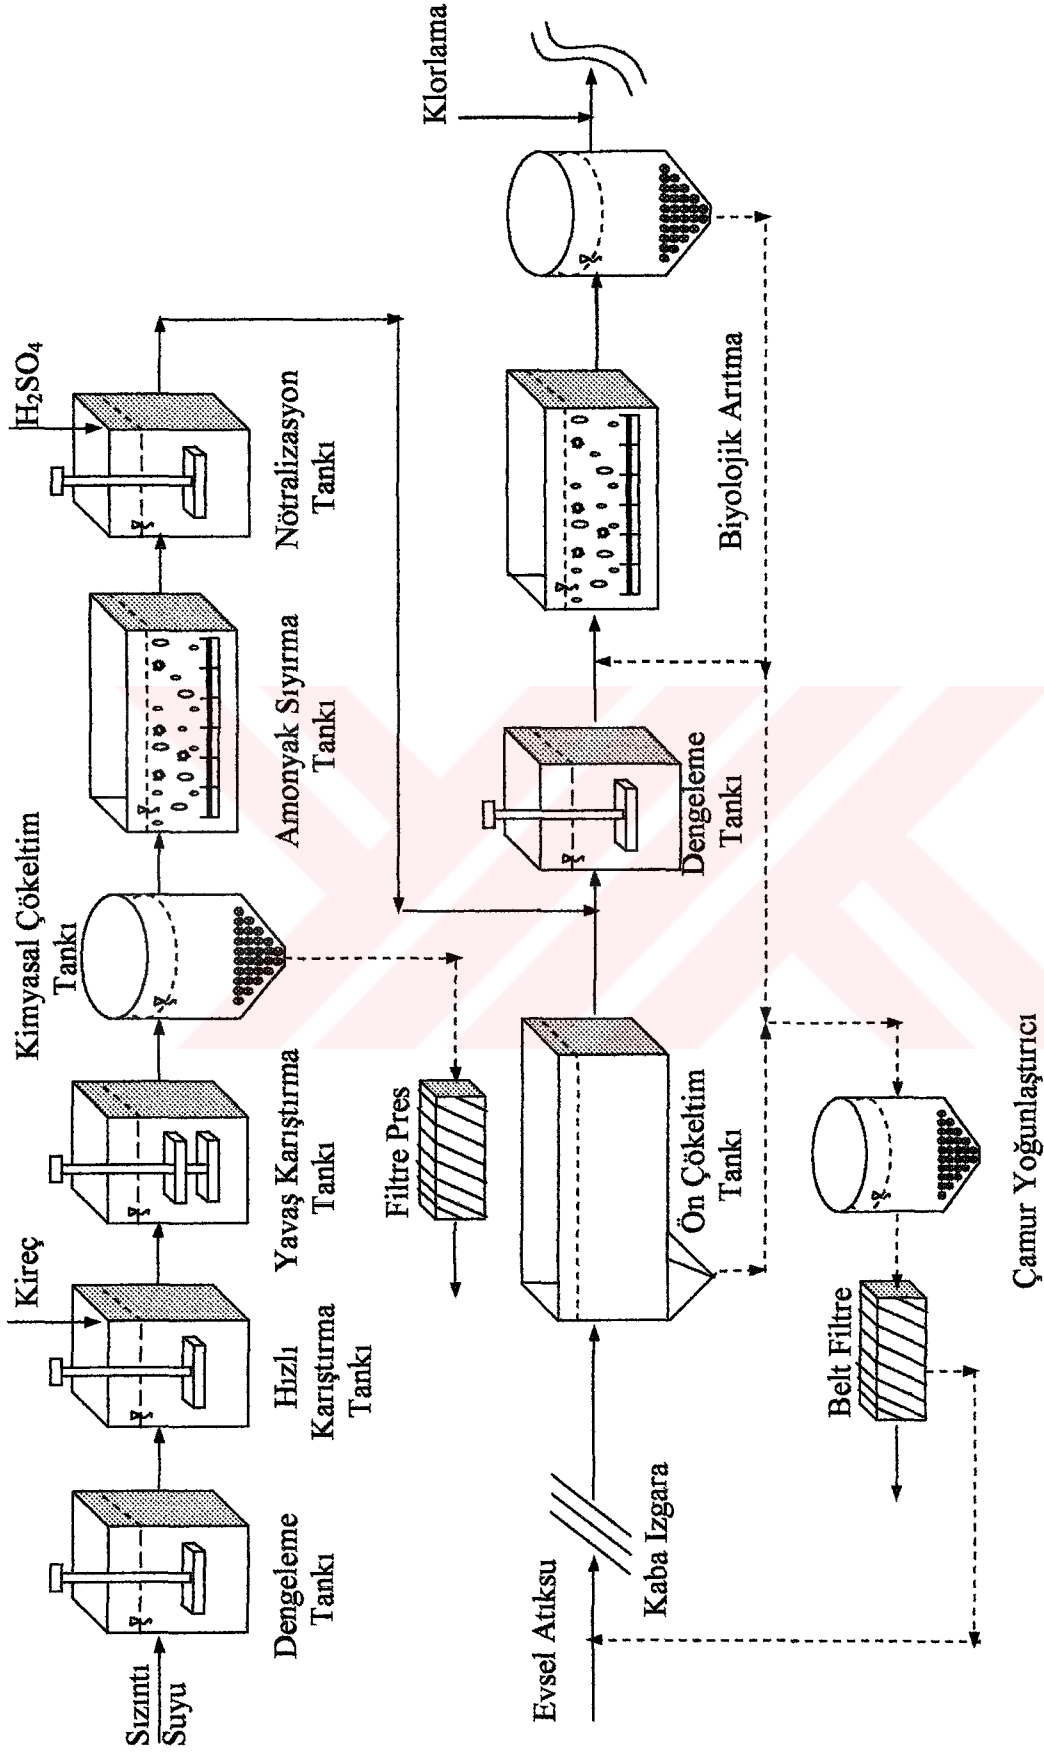 Sızıntı
Suyu
Dengeleme
Tankı
Kireç
Hızlı
Karıştırma
Tankı
Yavaş Karıştırma
Tankı
Kimyasal Çökeltim
Tankı
Amonyak Sıyırma
Tankı
H₂SO₄
Nötralizasyon
Tankı
Filtre Pres
Evsel Atıksu
Kaba Izgara
Ön Çökeltim
Tankı
Dengeleme
Tankı
Biyolojik Arıtma
Klorlama
Belt Filtre
Çamur Yoğunlaştırıcı